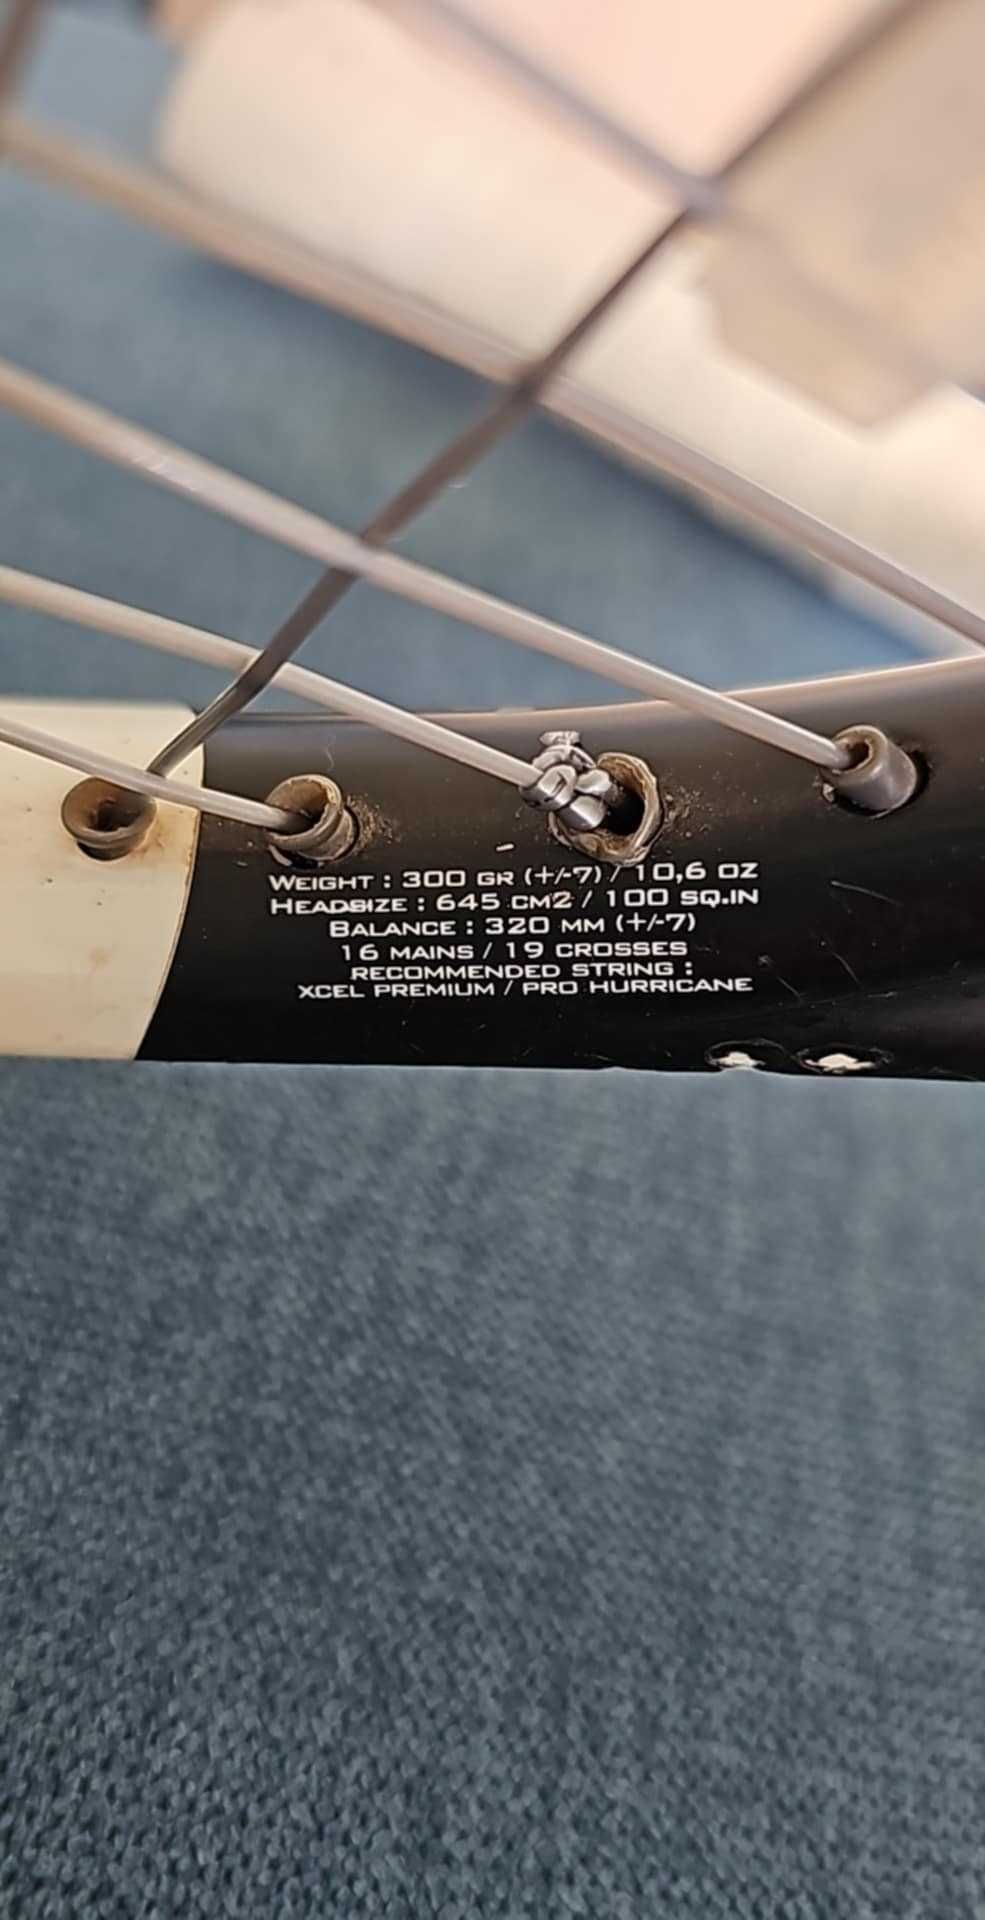 WEIGHT : 300 GR (+/-7) / 10,6 OZ
HEADSIZE : 645 CM2 / 100 SQ.IN
BALANCE : 320 MM (+/-7)
16 MAINS / 19 CROSSES
RECOMMENDED STRING :
XCEL PREMIUM / PRO HURRICANE